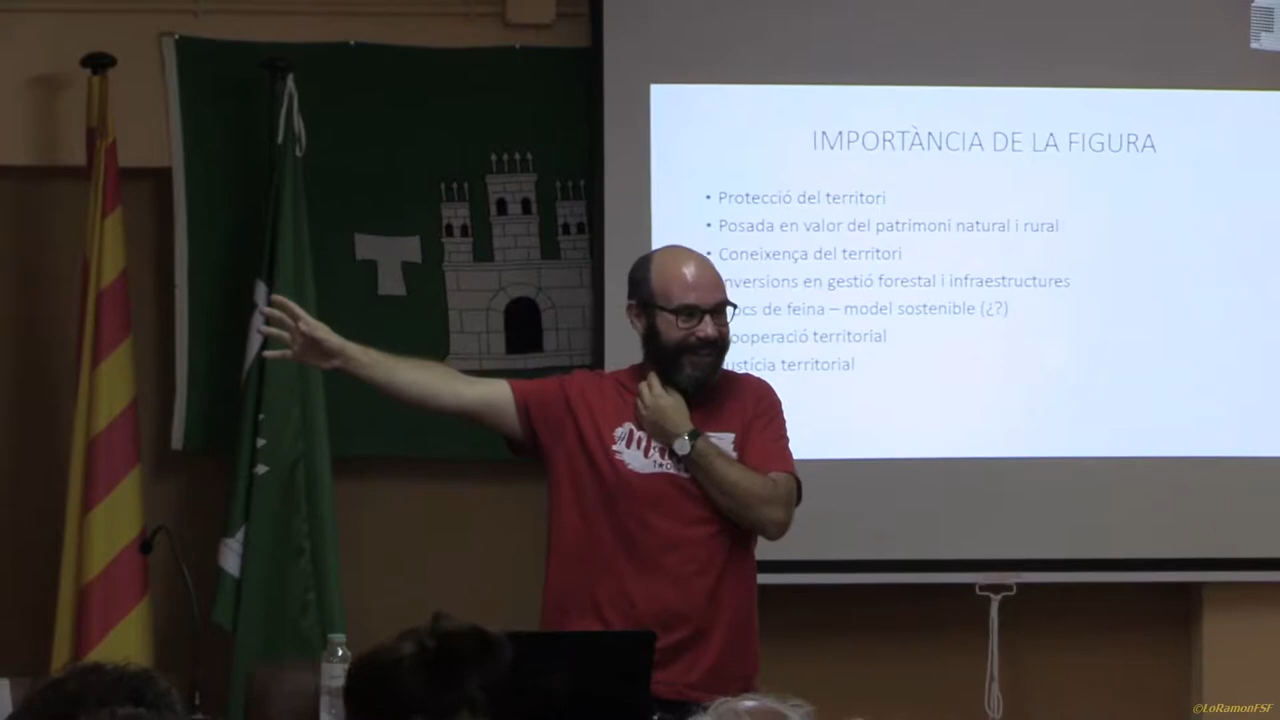 IMPORTÀNCIA DE LA FIGURA
• Protecció del territori
• Posada en valor del patrimoni natural i rural
• Coneixença del territori
nversions en gestió forestal i infraestructures
ocs de feina – model sostenible (¿?)
ooperació territorial
usticia territorial
T
©LoRamonFSF